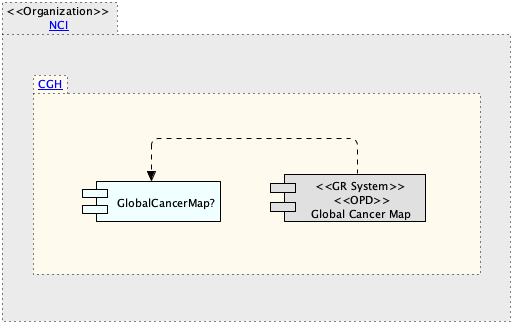 <<Organization>>
NCI
CGH
GlobalCancerMap?
<<GR System>>
<<OPD>>
Global Cancer Map